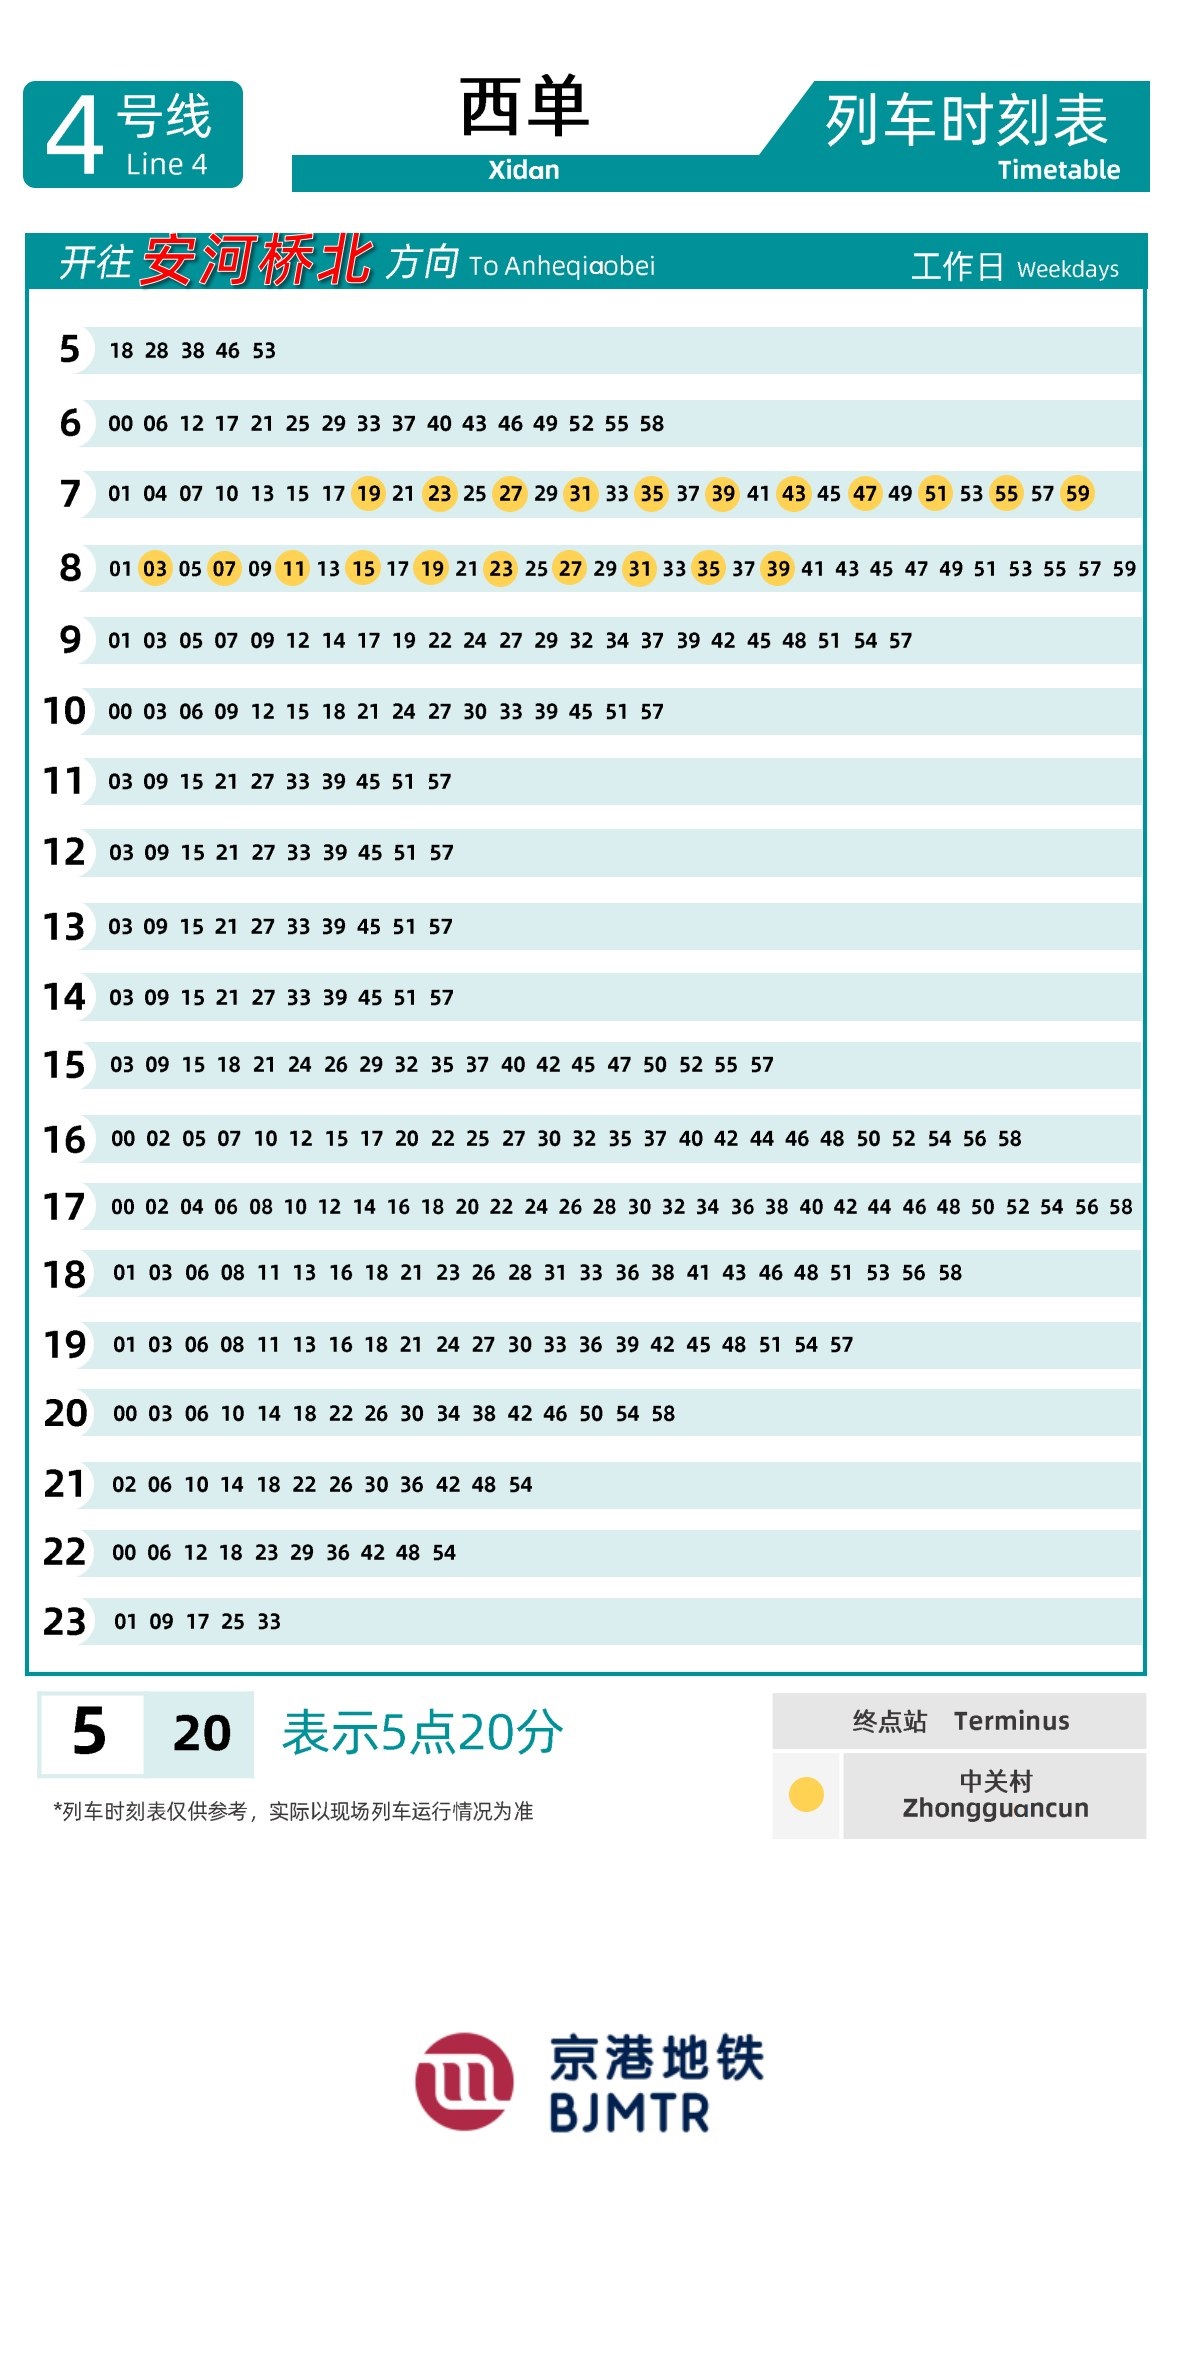 4 号线
Line 4
西单
Xidan
列车时刻表
Timetable
开往 安河桥北 方向 To Anheqiaobei 工作日 Weekdays
5 18 28 38 46 53
6 00 06 12 17 21 25 29 33 37 40 43 46 49 52 55 58
7 01 04 07 10 13 15 17 19 21 23 25 27 29 31 33 35 37 39 41 43 45 47 49 51 53 55 57 59
8 01 03 05 07 09 11 13 15 17 19 21 23 25 27 29 31 33 35 37 39 41 43 45 47 49 51 53 55 57 59
9 01 03 05 07 09 12 14 17 19 22 24 27 29 32 34 37 39 42 45 48 51 54 57
10 00 03 06 09 12 15 18 21 24 27 30 33 39 45 51 57
11 03 09 15 21 27 33 39 45 51 57
12 03 09 15 21 27 33 39 45 51 57
13 03 09 15 21 27 33 39 45 51 57
14 03 09 15 21 27 33 39 45 51 57
15 03 09 15 18 21 24 26 29 32 35 37 40 42 45 47 50 52 55 57
16 00 02 05 07 10 12 15 17 20 22 25 27 30 32 35 37 40 42 44 46 48 50 52 54 56 58
17 00 02 04 06 08 10 12 14 16 18 20 22 24 26 28 30 32 34 36 38 40 42 44 46 48 50 52 54 56 58
18 01 03 06 08 11 13 16 18 21 23 26 28 31 33 36 38 41 43 46 48 51 53 56 58
19 01 03 06 08 11 13 16 18 21 24 27 30 33 36 39 42 45 48 51 54 57
20 00 03 06 10 14 18 22 26 30 34 38 42 46 50 54 58
21 02 06 10 14 18 22 26 30 36 42 48 54
22 00 06 12 18 23 29 36 42 48 54
23 01 09 17 25 33
5 20 表示5点20分
*列车时刻表仅供参考，实际以现场列车运行情况为准
终点站 Terminus
中关村
Zhongguancun
京港地铁
BJMTR